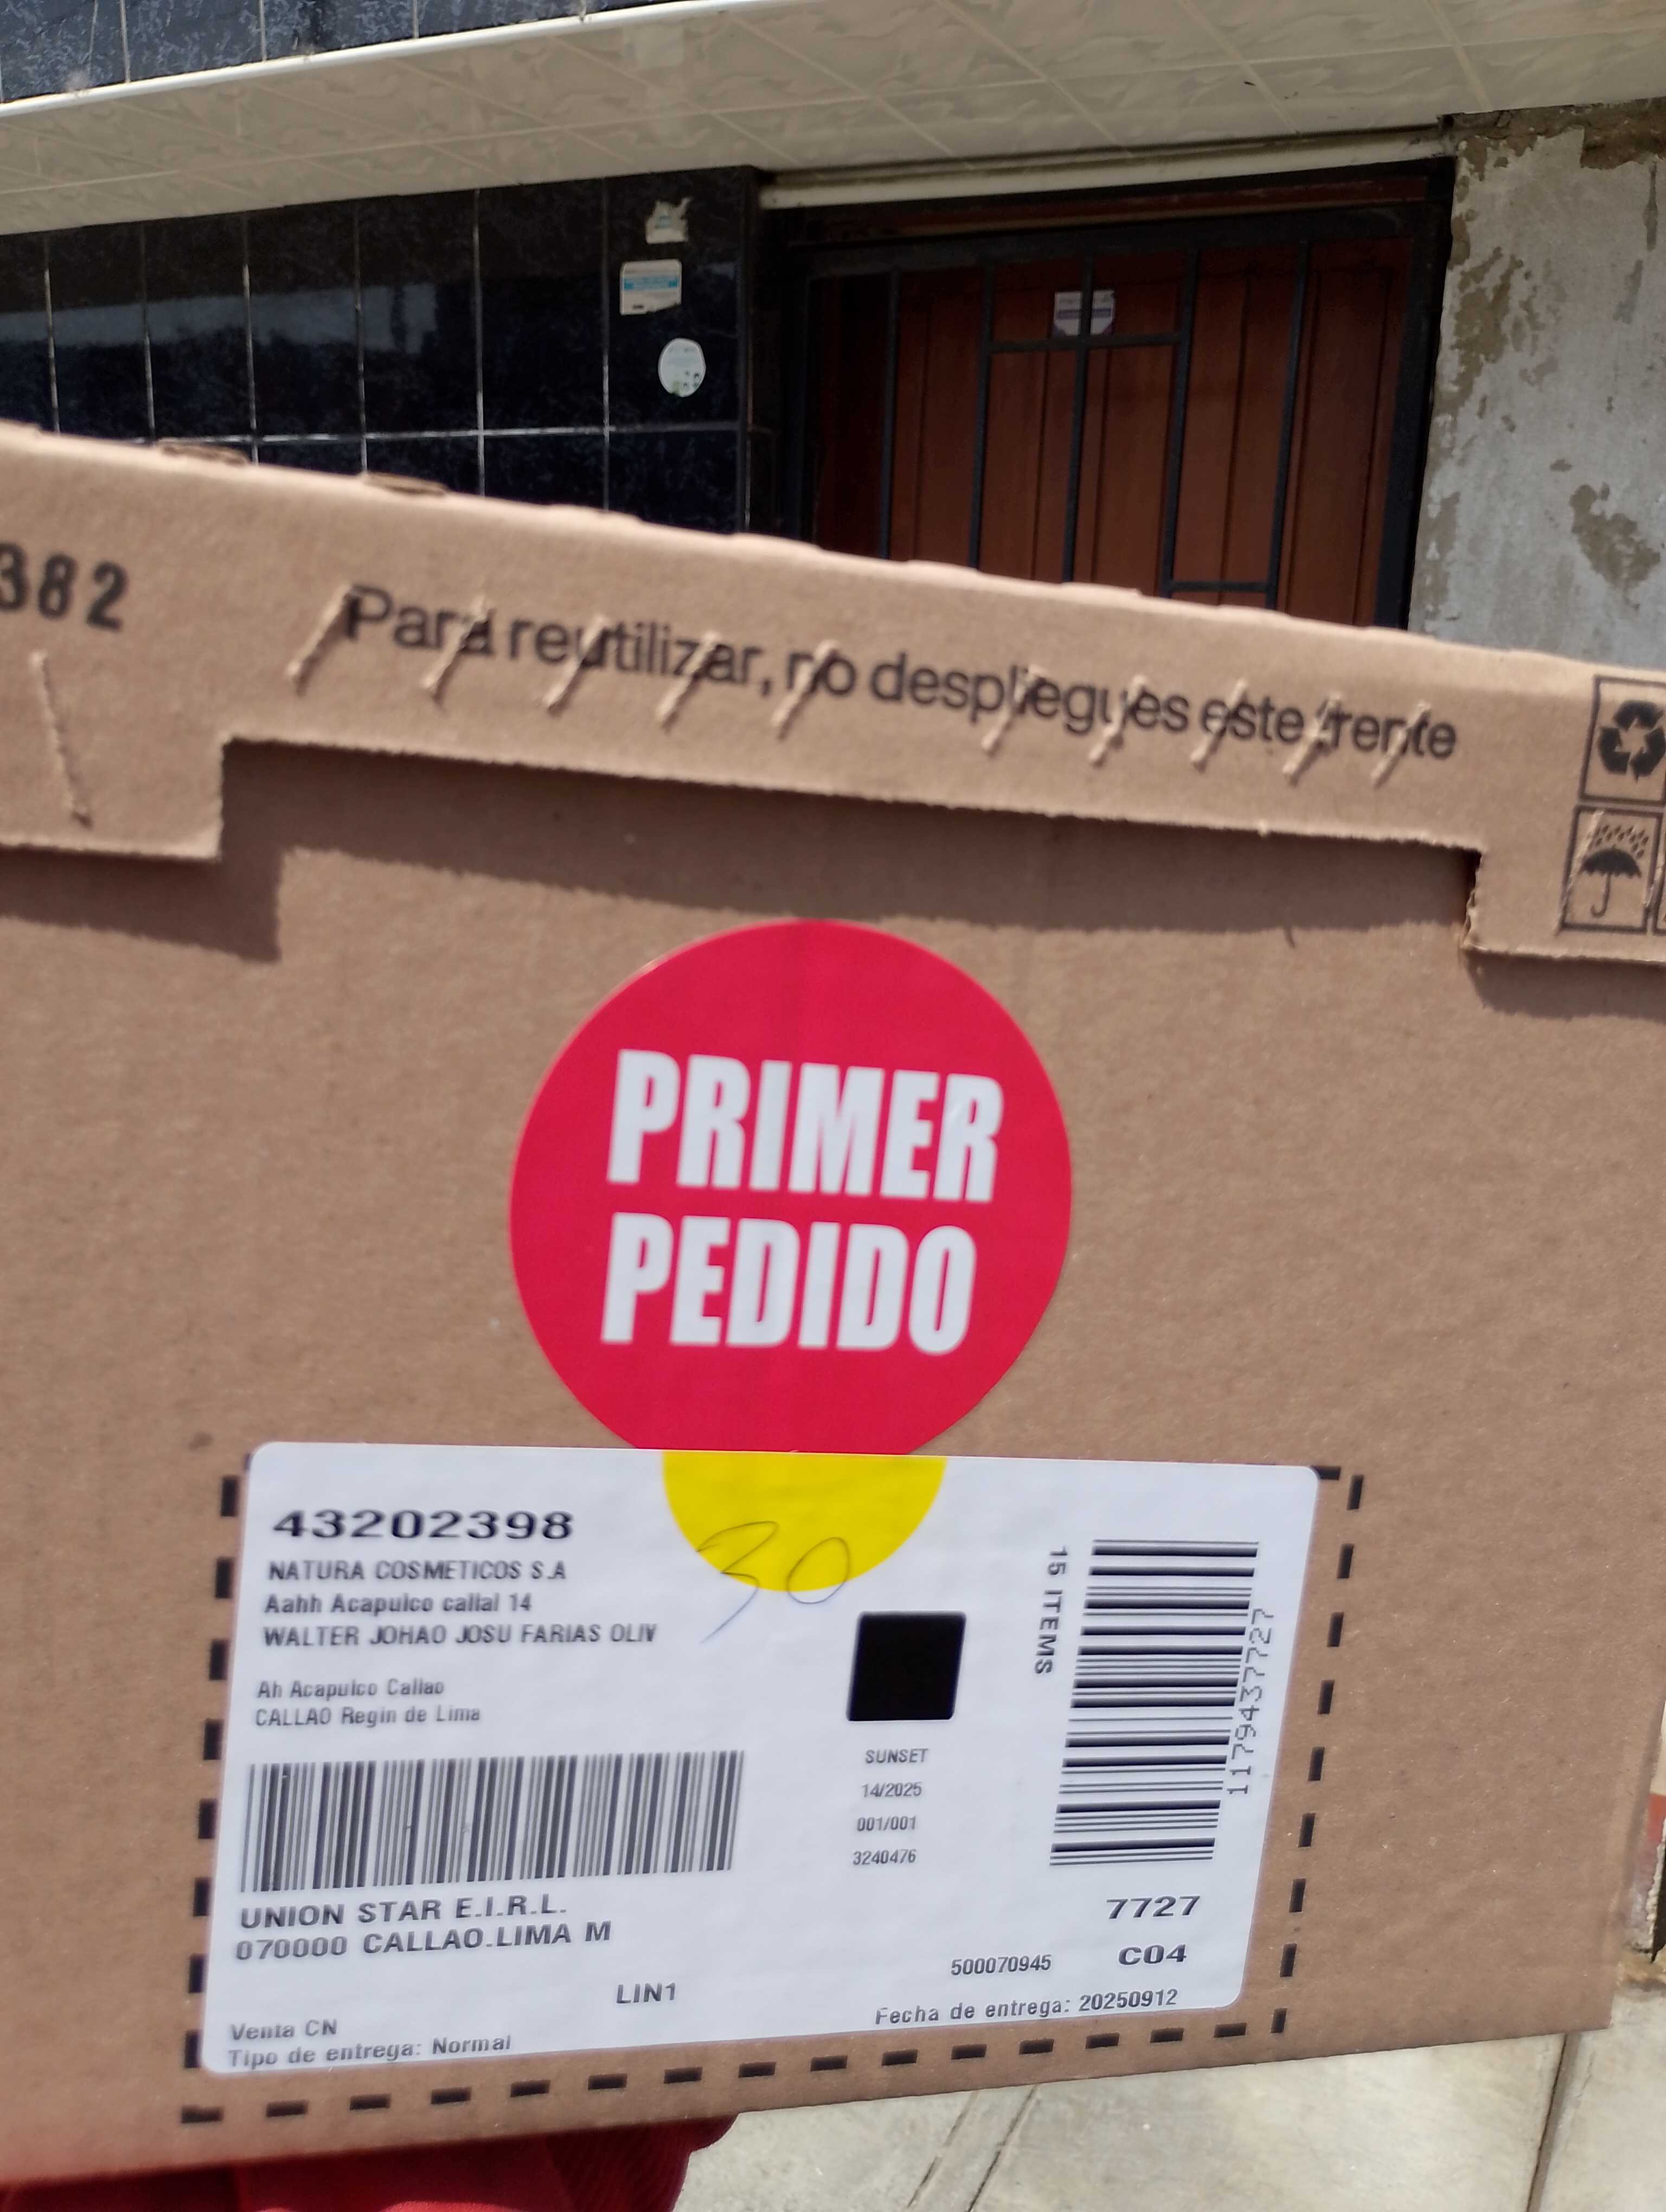 382
Para reutilizar, no despliegues este frente
PRIMER
PEDIDO
43202398
NATURA COSMETICOS S.A
Aahh Acapulco callal 14
WALTER JOHAO JOSU FARIAS OLIV
Ah Acapulco Callao
CALLAO Regin de Lima
30
15 ITEMS
1179437727
SUNSET
14/2025
001/001
3240476
UNION STAR E.I.R.L.
070000 CALLAO.LIMA M
LIN1
7727
500070945 C04
Venta CN
Tipo de entrega: Normal
Fecha de entrega: 20250912